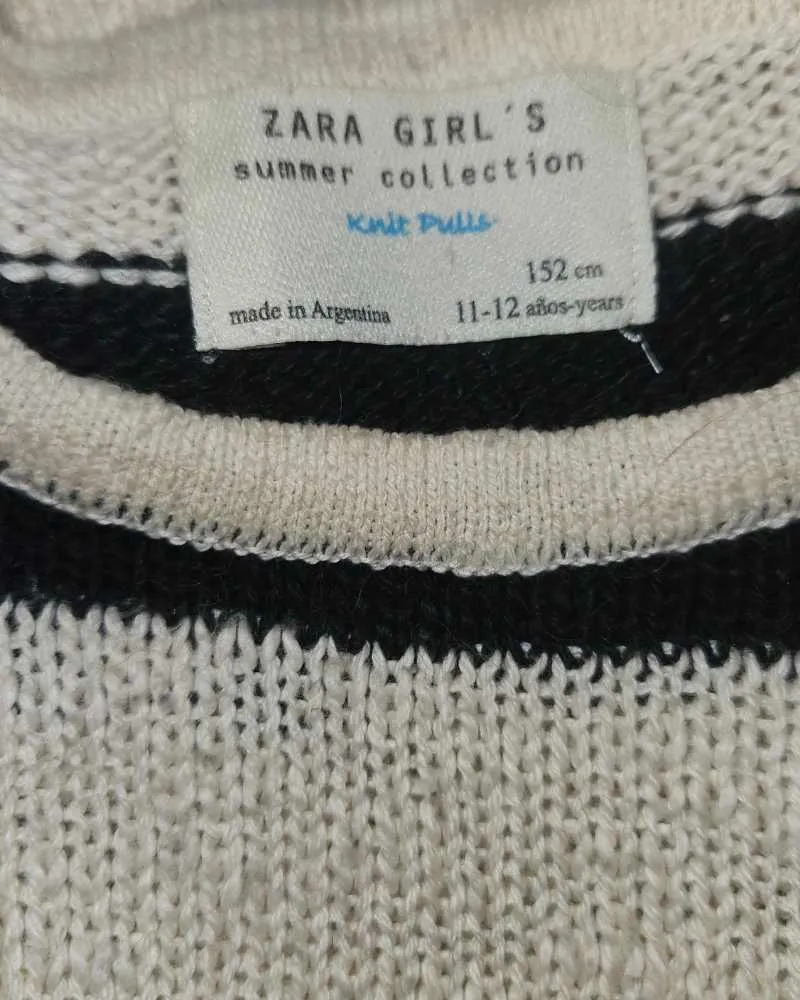 ZARA GIRL´S
summer collection
Knit Pulls
152 cm
made in Argentina 11-12 años-years